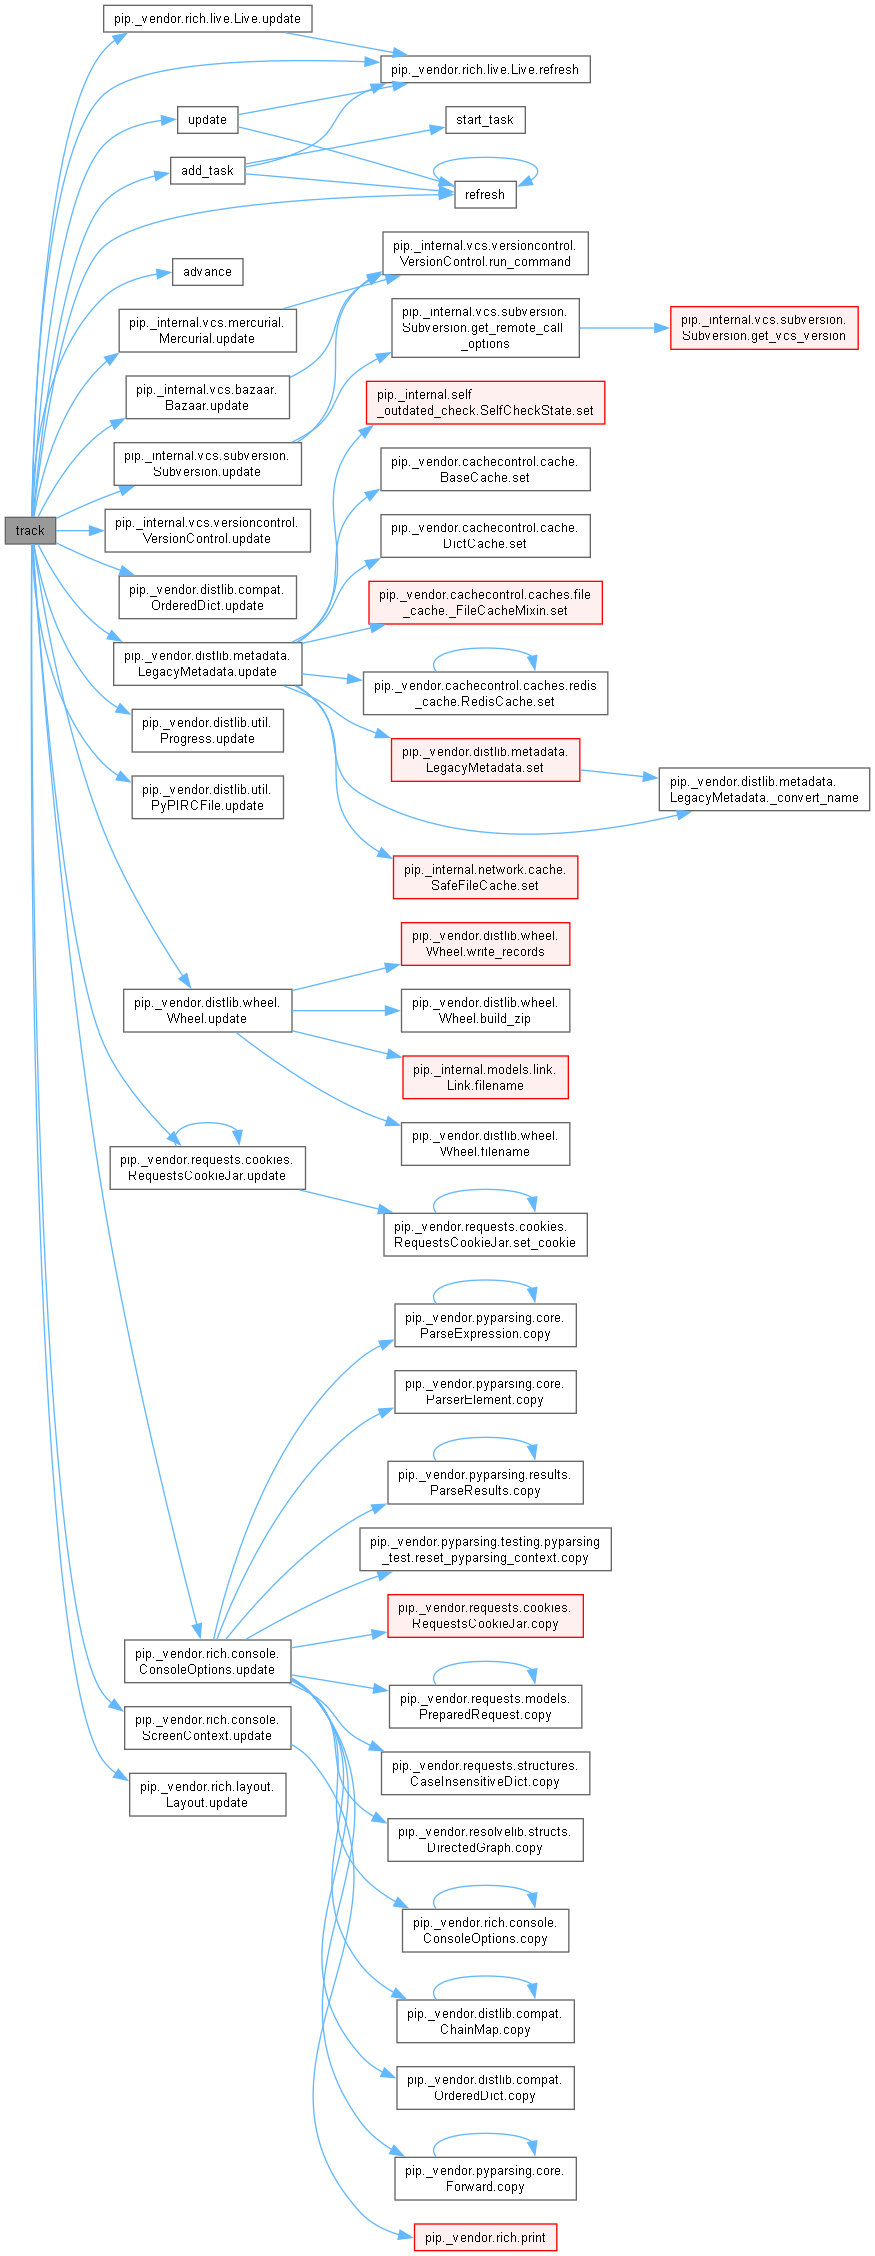 pip._vendor.rich.live.Live.update
pip._vendor.rich.live.Live.refresh
update
start_task
add_task
refresh
pip._internal.vcs.versioncontrol.
VersionControl.run_command
advance
pip._internal.vcs.mercurial.
Mercurial.update
pip._internal.vcs.subversion.
Subversion.get_remote_call
_options
pip._internal.vcs.subversion.
Subversion.get_vcs_version
pip._internal.vcs.bazaar.
Bazaar.update
pip._internal.self
_outdated_check.SelfCheckState.set
pip._internal.vcs.subversion.
Subversion.update
pip._vendor.cachecontrol.cache.
BaseCache.set
track
pip._internal.vcs.versioncontrol.
VersionControl.update
pip._vendor.cachecontrol.cache.
DictCache.set
pip._vendor.distlib.compat.
OrderedDict.update
pip._vendor.cachecontrol.caches.file
_cache._FileCacheMixin.set
pip._vendor.distlib.metadata.
LegacyMetadata.update
pip._vendor.cachecontrol.caches.redis
_cache.RedisCache.set
pip._vendor.distlib.util.
Progress.update
pip._vendor.distlib.metadata.
LegacyMetadata.set
pip._vendor.distlib.metadata.
LegacyMetadata._convert_name
pip._vendor.distlib.util.
PyPIRCFile.update
pip._internal.network.cache.
SafeFileCache.set
pip._vendor.distlib.wheel.
Wheel.write_records
pip._vendor.distlib.wheel.
Wheel.update
pip._vendor.distlib.wheel.
Wheel.build_zip
pip._internal.models.link.
Link.filename
pip._vendor.distlib.wheel.
Wheel.filename
pip._vendor.requests.cookies.
RequestsCookieJar.update
pip._vendor.requests.cookies.
RequestsCookieJar.set_cookie
pip._vendor.pyparsing.core.
ParseExpression.copy
pip._vendor.pyparsing.core.
ParserElement.copy
pip._vendor.pyparsing.results.
ParseResults.copy
pip._vendor.pyparsing.testing.pyparsing
_test.reset_pyparsing_context.copy
pip._vendor.requests.cookies.
RequestsCookieJar.copy
pip._vendor.rich.console.
ConsoleOptions.update
pip._vendor.requests.models.
PreparedRequest.copy
pip._vendor.rich.console.
ScreenContext.update
pip._vendor.requests.structures.
CaseInsensitiveDict.copy
pip._vendor.rich.layout.
Layout.update
pip._vendor.resolvelib.structs.
DirectedGraph.copy
pip._vendor.rich.console.
ConsoleOptions.copy
pip._vendor.distlib.compat.
ChainMap.copy
pip._vendor.distlib.compat.
OrderedDict.copy
pip._vendor.pyparsing.core.
Forward.copy
pip._vendor.rich.print